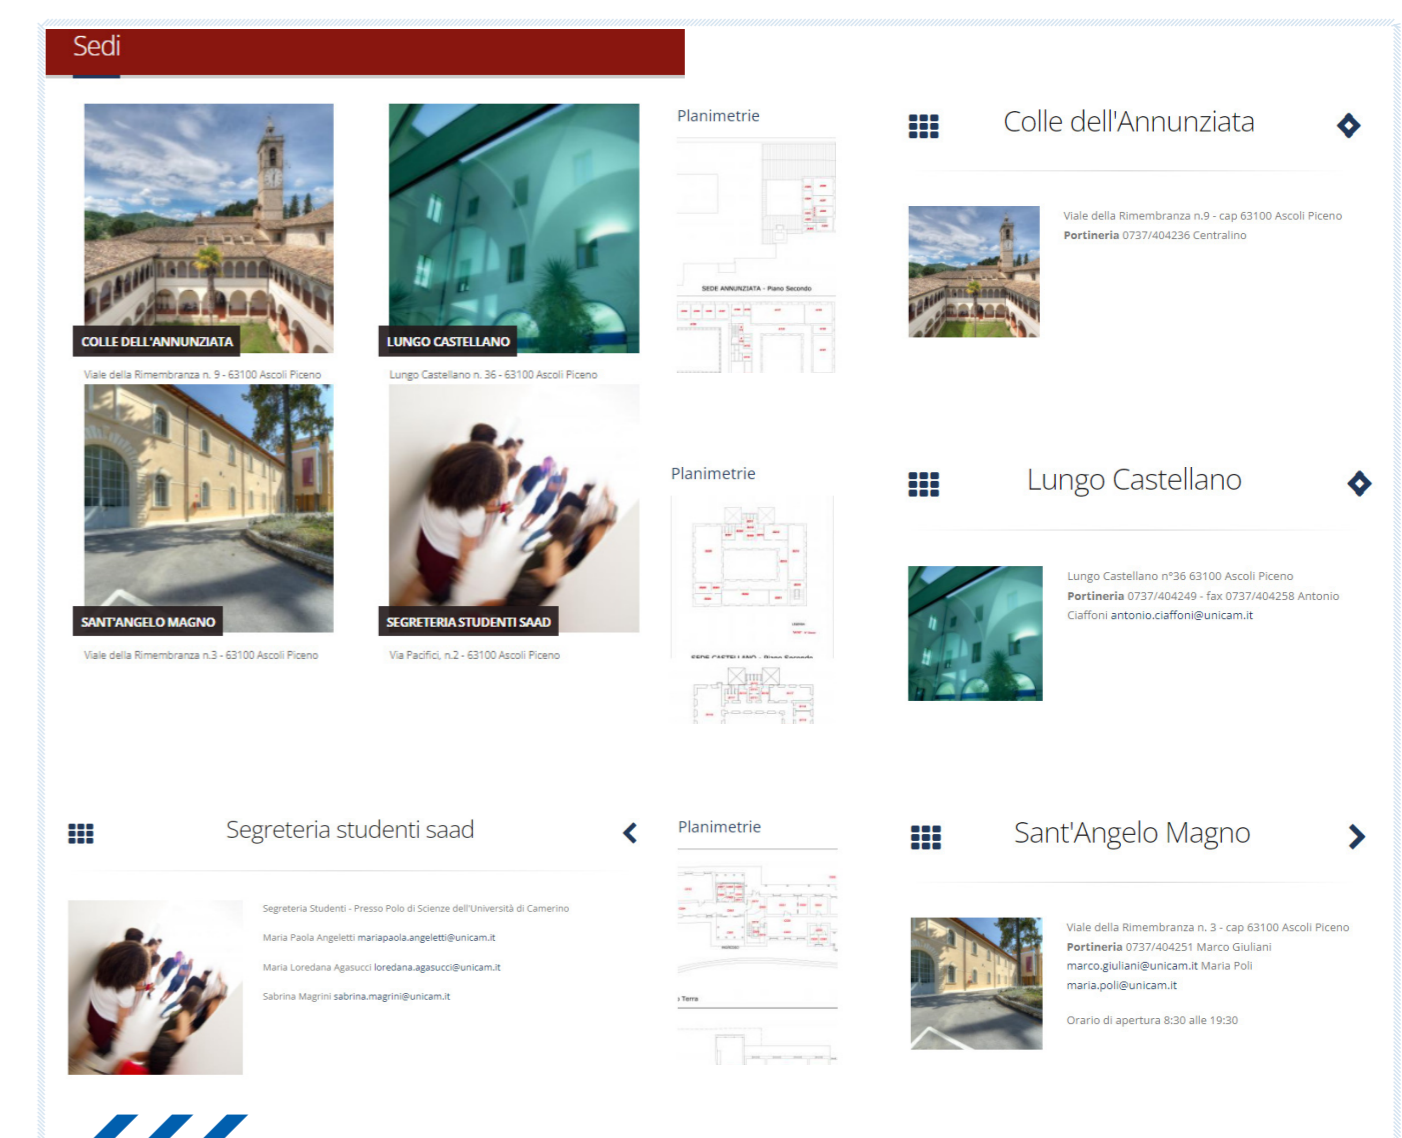 Sedi
COLLE DELL'ANNUNZIATA
Viale della Rimembranza n. 9 - 63100 Ascoli Piceno
LUNGO CASTELLANO
Lungo Castellano n. 36 - 63100 Ascoli Piceno
SANT'ANGELO MAGNO
Viale della Rimembranza n.3 - 63100 Ascoli Piceno
SEGRETERIA STUDENTI SAAD
Via Pacifici, n.2 - 63100 Ascoli Piceno
Planimetrie
SEDE ANNUNZIATA - Piano Secondo
Colle dell'Annunziata
Viale della Rimembranza n.9 - cap 63100 Ascoli Piceno
Portineria 0737/404236 Centralino
Planimetrie
SEDE CASTELLANO - Piano Secondo
Lungo Castellano
Lungo Castellano n°36 63100 Ascoli Piceno
Portineria 0737/404249 - fax 0737/404258 Antonio
Ciaffoni antonio.ciaffoni@unicam.it
Segreteria studenti saad
Segreteria Studenti - Presso Polo di Scienze dell'Università di Camerino
Maria Paola Angeletti mariapaola.angeletti@unicam.it
Maria Loredana Agasucci loredana.agasucci@unicam.it
Sabrina Magrini sabrina.magrini@unicam.it
Planimetrie
o Terra
Sant'Angelo Magno
Viale della Rimembranza n. 3 - cap 63100 Ascoli Piceno
Portineria 0737/404251 Marco Giuliani
marco.giuliani@unicam.it Maria Poli
maria.poli@unicam.it
Orario di apertura 8:30 alle 19:30